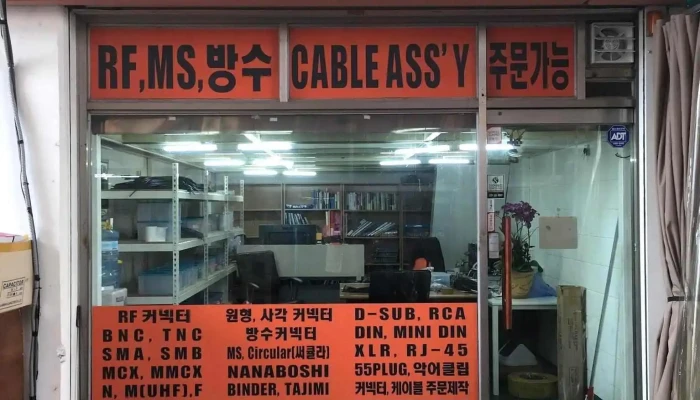 RF,MS,방수 CABLE ASS'Y 주문가능
ADT
CAPACITOR
RF 커넥터
BNC, TNC
SMA, SMB
MCX, MMCX
N, M(UHF),F
원형, 사각 커넥터
방수커넥터
MS, Circular(써큘라)
NANABOSHI
BINDER, TAJIMI
D-SUB, RCA
DIN, MINI DIN
XLR, RJ-45
55PLUG, 악어클립
커넥터, 케이블 주문제작